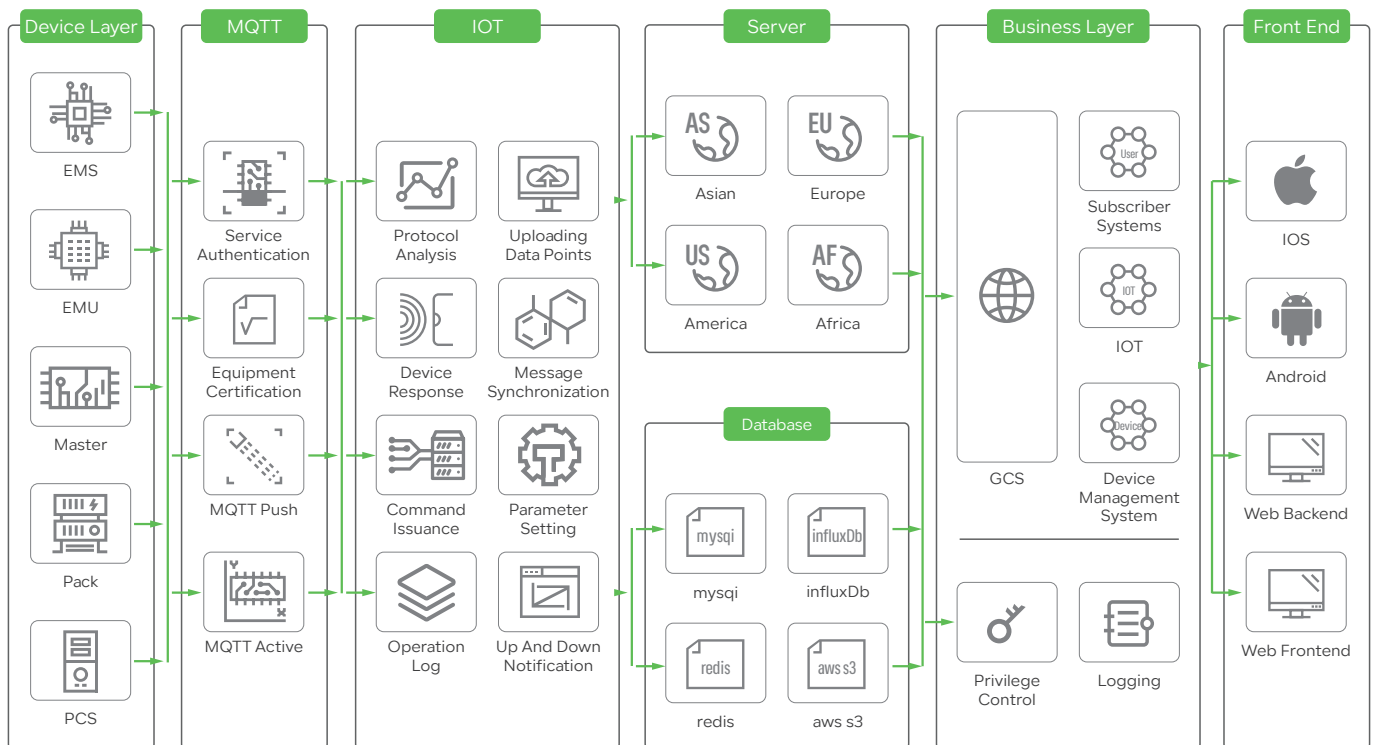 Device Layer
MQTT
IOT
Server
Business Layer
Front End
EMS
EMU
Master
Pack
PCS
Service
Authentication
Equipment
Certification
MQTT Push
Y
X
MQTT Active
Protocol
Analysis
Uploading
Data Points
Device
Response
Message
Synchronization
Command
Issuance
Parameter
Setting
Operation
Log
Up And Down
Notification
AS
Asian
EU
Europe
US
America
AF
Africa
Database
mysqi
mysqi
influxDb
influxDb
redis
redis
aws s3
aws s3
GCS
User
Subscriber
Systems
IOT
IOT
Device
Device
Management
System
Privilege
Control
Logging
IOS
Android
Web Backend
Web Frontend